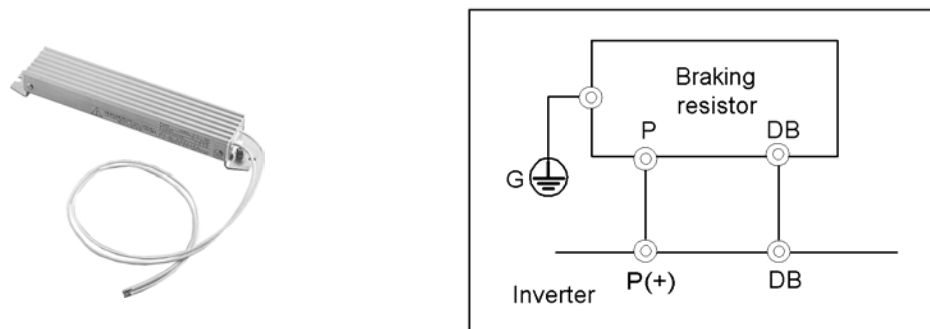 Braking
resistor
P
DB
G
P(+)
DB
Inverter